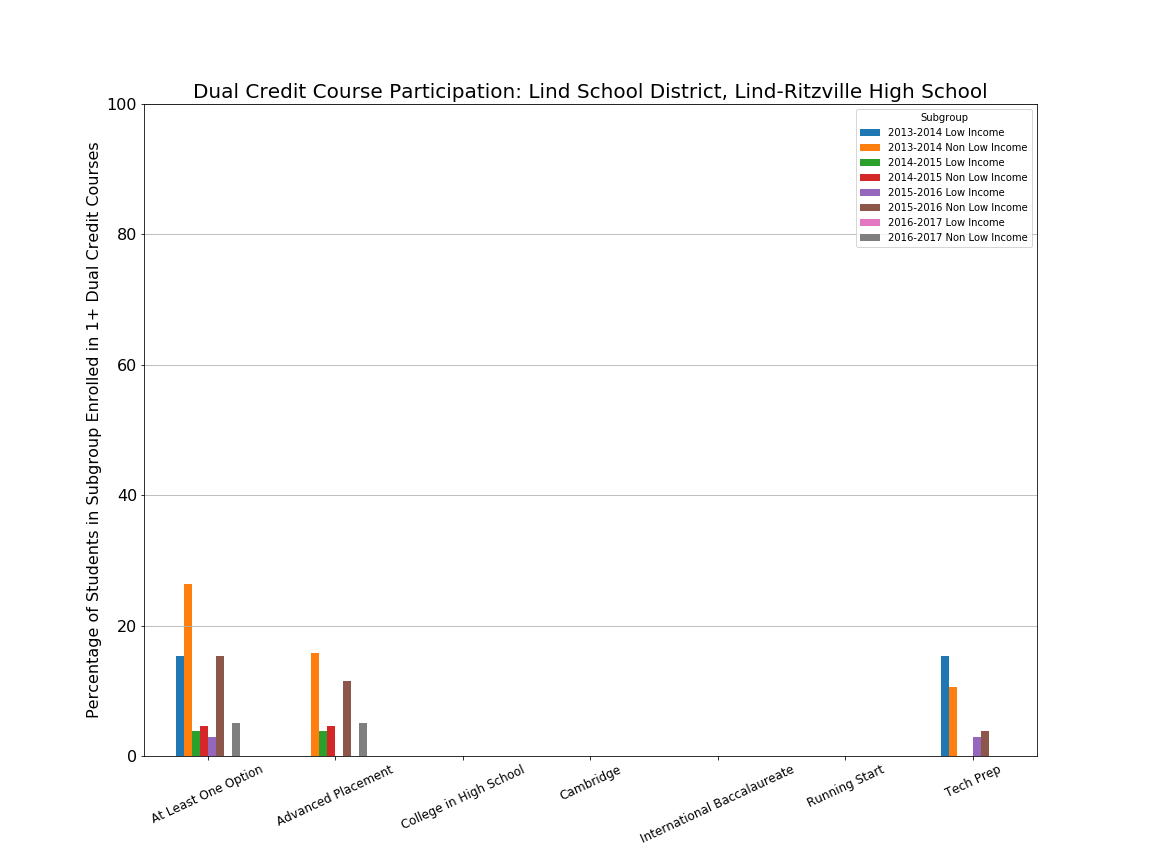 Dual Credit Course Participation: Lind School District, Lind-Ritzville High School
Percentage of Students in Subgroup Enrolled in 1+ Dual Credit Courses
100
80
60
40
20
0
Subgroup
2013-2014 Low Income
2013-2014 Non Low Income
2014-2015 Low Income
2014-2015 Non Low Income
2015-2016 Low Income
2015-2016 Non Low Income
2016-2017 Low Income
2016-2017 Non Low Income
At Least One Option
Advanced Placement
College in High School
Cambridge
International Baccalaureate
Running Start
Tech Prep